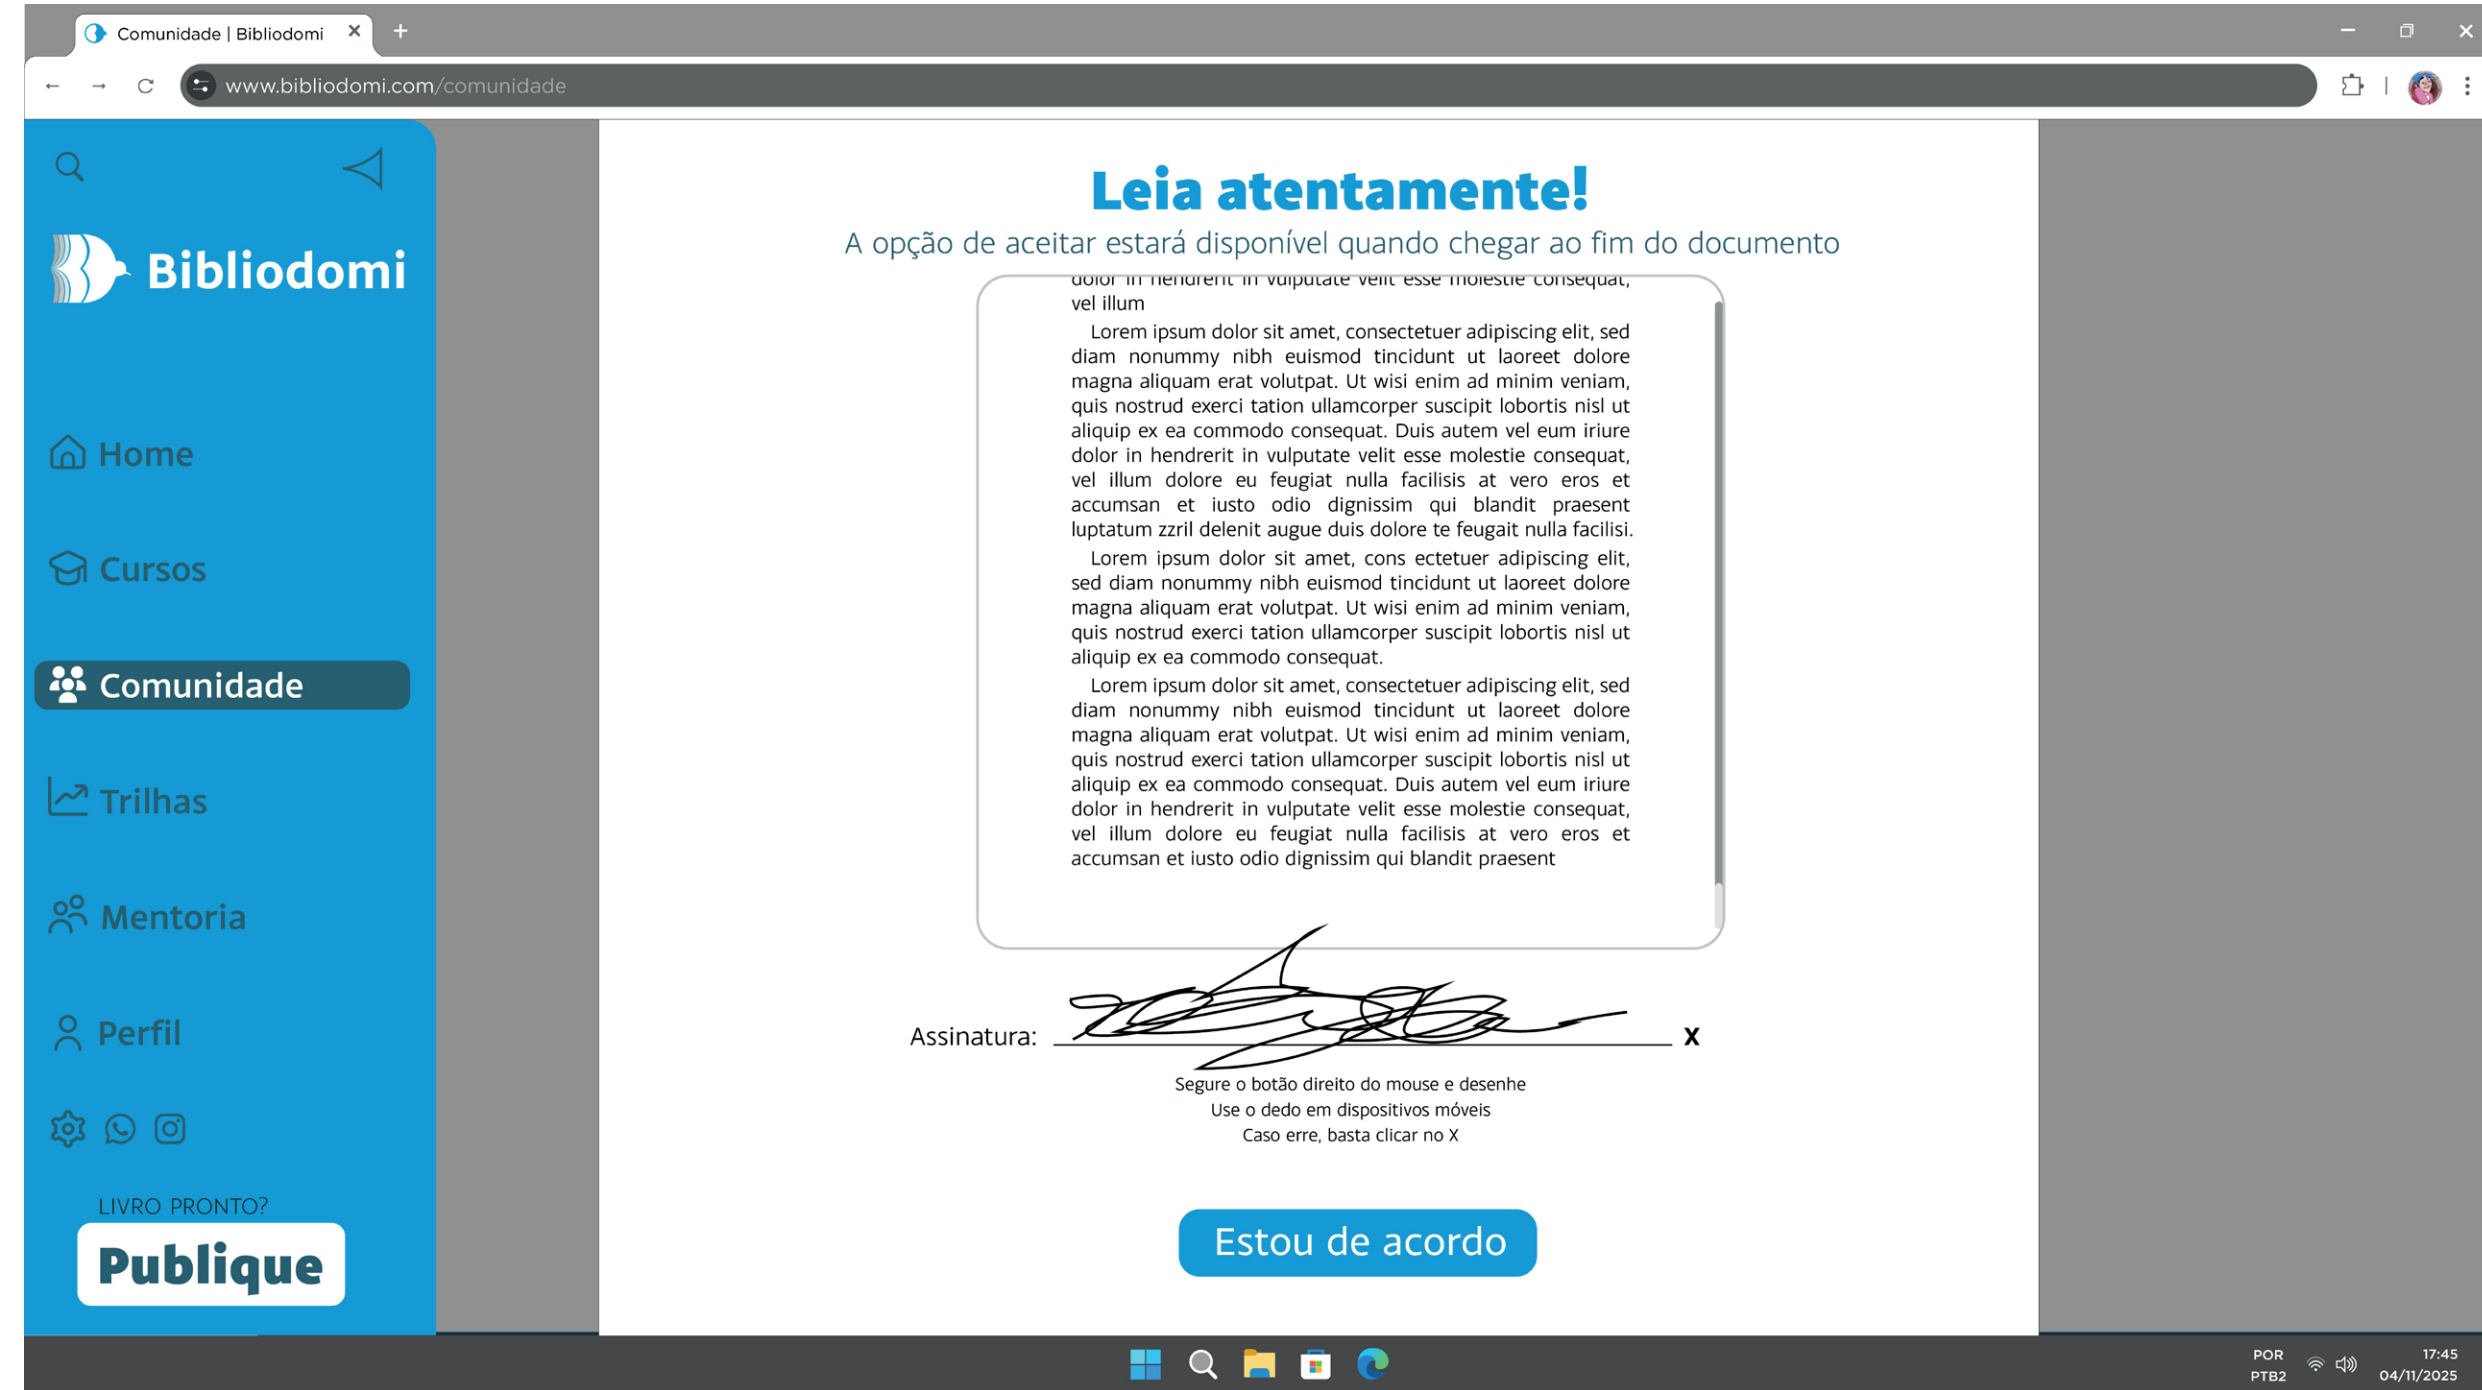 Comunidade | Bibliodomi
www.bibliodomi.com/comunidade
Bibliodomi
Home
Cursos
Comunidade
Trilhas
Mentoria
Perfil
LIVRO PRONTO?
Publique
Leia atentamente!
A opção de aceitar estará disponível quando chegar ao fim do documento
dolor in hendrerit in vulputate velit esse molestie consequat,
vel illum
Lorem ipsum dolor sit amet, consectetuer adipiscing elit, sed
diam nonummy nibh euismod tincidunt ut laoreet dolore
magna aliquam erat volutpat. Ut wisi enim ad minim veniam,
quis nostrud exerci tation ullamcorper suscipit lobortis nisl ut
aliquip ex ea commodo consequat. Duis autem vel eum iriure
dolor in hendrerit in vulputate velit esse molestie consequat,
vel illum dolore eu feugiat nulla facilisis at vero eros et
accumsan et iusto odio dignissim qui blandit praesent
luptatum zzril delenit augue duis dolore te feugait nulla facilisi.
Lorem ipsum dolor sit amet, cons ectetuer adipiscing elit,
sed diam nonummy nibh euismod tincidunt ut laoreet dolore
magna aliquam erat volutpat. Ut wisi enim ad minim veniam,
quis nostrud exerci tation ullamcorper suscipit lobortis nisl ut
aliquip ex ea commodo consequat.
Lorem ipsum dolor sit amet, consectetuer adipiscing elit, sed
diam nonummy nibh euismod tincidunt ut laoreet dolore
magna aliquam erat volutpat. Ut wisi enim ad minim veniam,
quis nostrud exerci tation ullamcorper suscipit lobortis nisl ut
aliquip ex ea commodo consequat. Duis autem vel eum iriure
dolor in hendrerit in vulputate velit esse molestie consequat,
vel illum dolore eu feugiat nulla facilisis at vero eros et
accumsan et iusto odio dignissim qui blandit praesent
Assinatura: X
Segure o botão direito do mouse e desenhe
Use o dedo em dispositivos móveis
Caso erre, basta clicar no X
Estou de acordo
POR
PTB2
17:45
04/11/2025